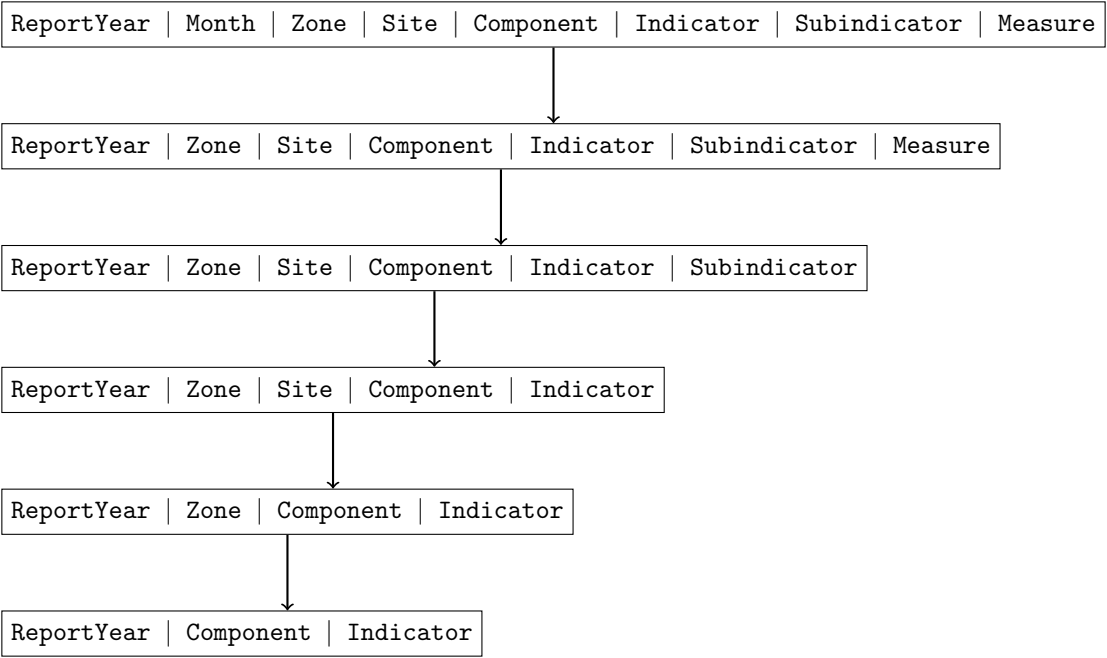 ReportYear | Month | Zone | Site | Component | Indicator | Subindicator | Measure
ReportYear | Zone | Site | Component | Indicator | Subindicator | Measure
ReportYear | Zone | Site | Component | Indicator | Subindicator
ReportYear | Zone | Site | Component | Indicator
ReportYear | Zone | Component | Indicator
ReportYear | Component | Indicator